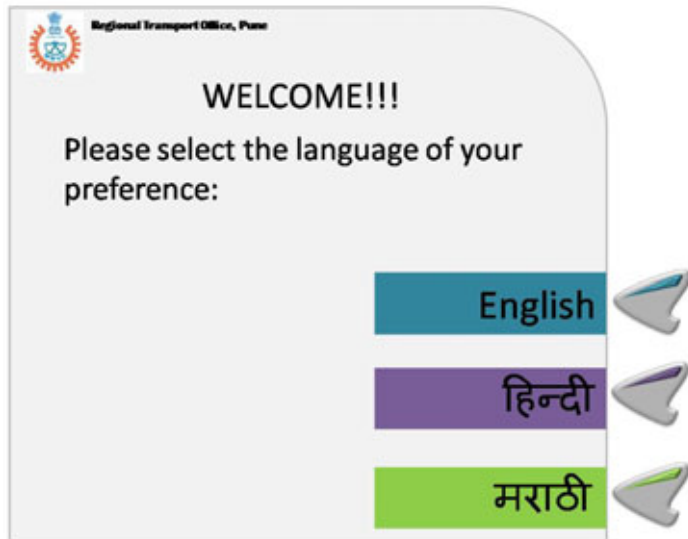 Regional Transport Office, Pune
WELCOME!!!
Please select the language of your
preference:
English
हिन्दी
मराठी